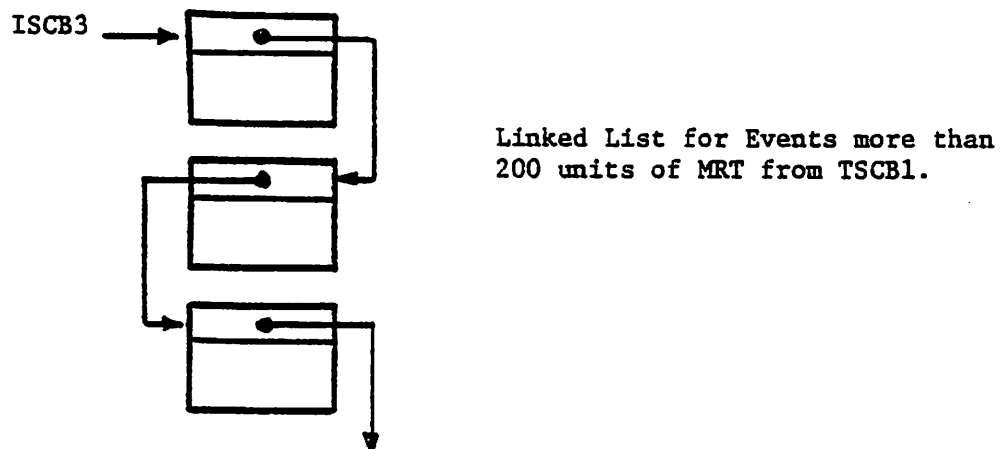 ISCB3
Linked List for Events more than
200 units of MRT from TSCB1.